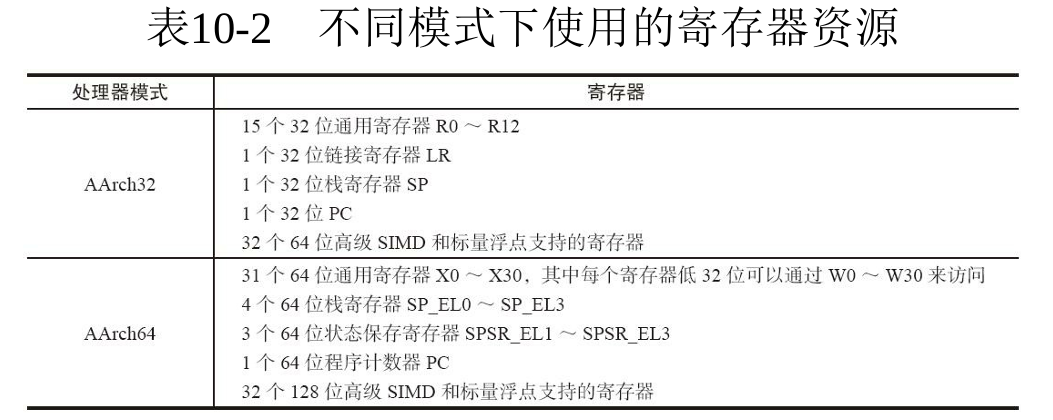 表10-2 不同模式下使用的寄存器资源
处理器模式 寄存器
AArch32
15 个 32 位通用寄存器 R0 ~ R12
1 个 32 位链接寄存器 LR
1 个 32 位栈寄存器 SP
1 个 32 位 PC
32 个 64 位高级 SIMD 和标量浮点支持的寄存器
AArch64
31 个 64 位通用寄存器 X0 ~ X30，其中每个寄存器低 32 位可以通过 W0 ~ W30 来访问
4 个 64 位栈寄存器 SP_EL0 ~ SP_EL3
3 个 64 位状态保存寄存器 SPSR_EL1 ~ SPSR_EL3
1 个 64 位程序计数器 PC
32 个 128 位高级 SIMD 和标量浮点支持的寄存器